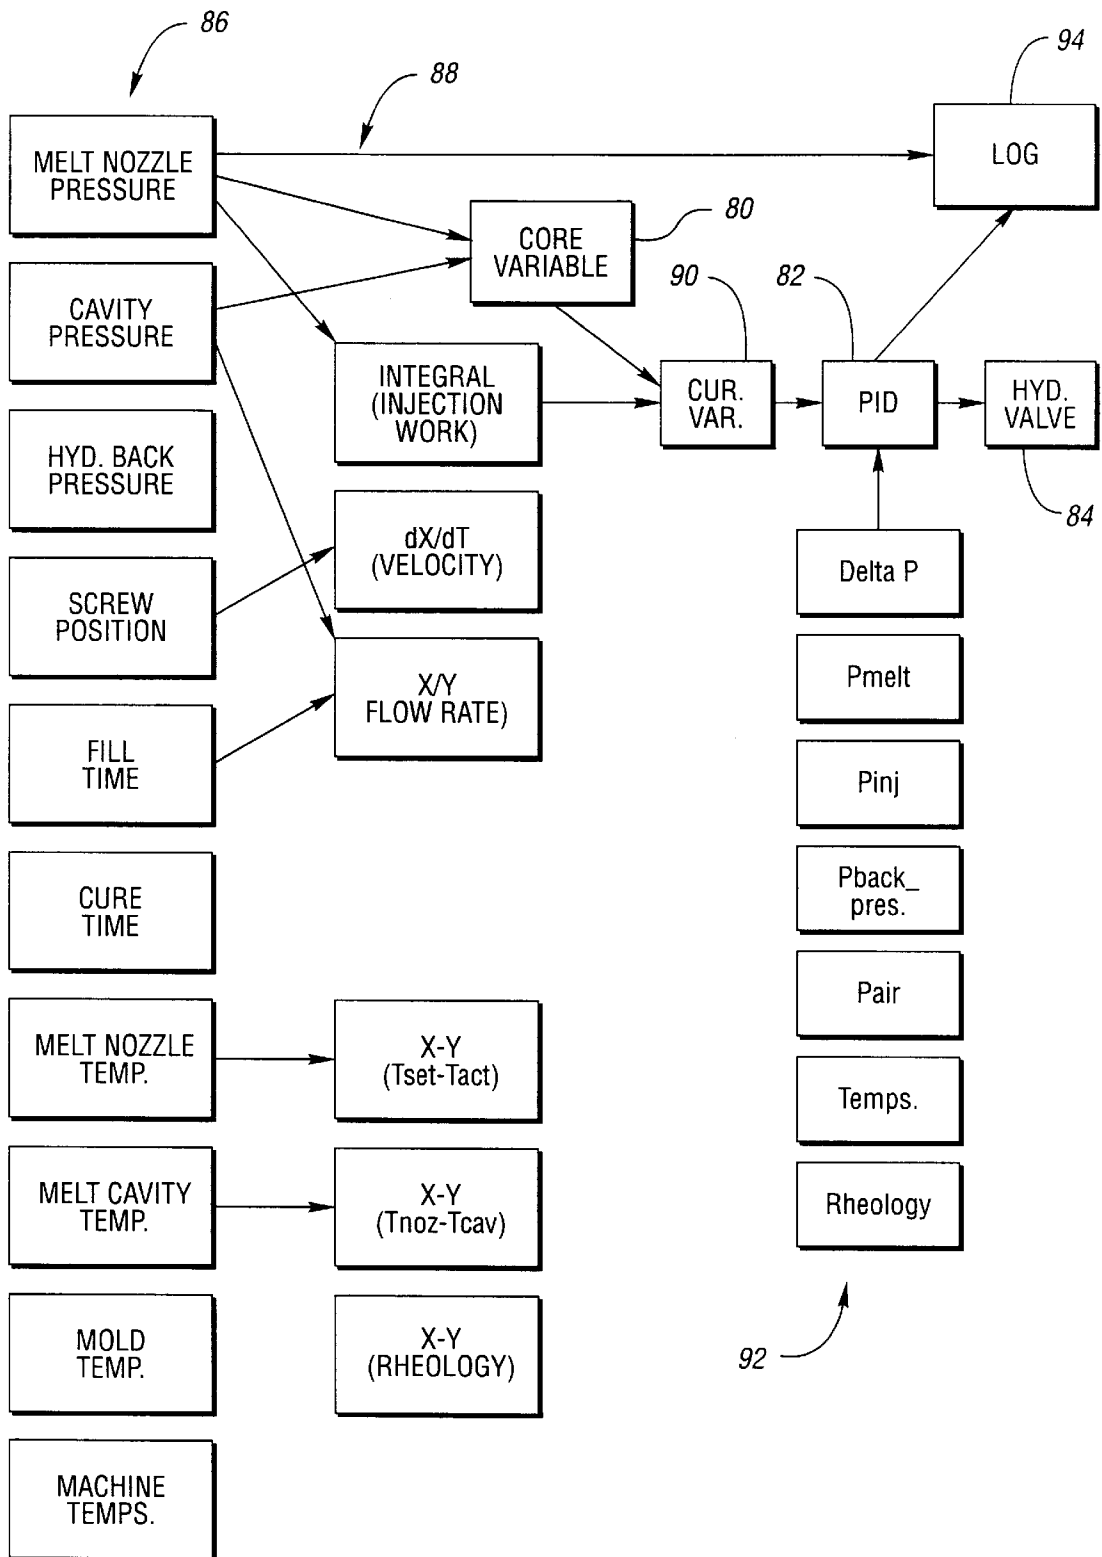 86
94
88
MELT NOZZLE
PRESSURE
LOG
80
CORE
VARIABLE
90
82
CAVITY
PRESSURE
INTEGRAL
(INJECTION
WORK)
CUR.
VAR.
PID
HYD.
VALVE
84
HYD. BACK
PRESSURE
dX/dT
(VELOCITY)
Delta P
SCREW
POSITION
X/Y
FLOW RATE)
Pmelt
FILL
TIME
Pinj
CURE
TIME
Pback_
pres.
Pair
MELT NOZZLE
TEMP.
X-Y
(Tset-Tact)
Temps.
MELT CAVITY
TEMP.
X-Y
(Tnoz-Tcav)
Rheology
92
MOLD
TEMP.
X-Y
(RHEOLOGY)
MACHINE
TEMPS.